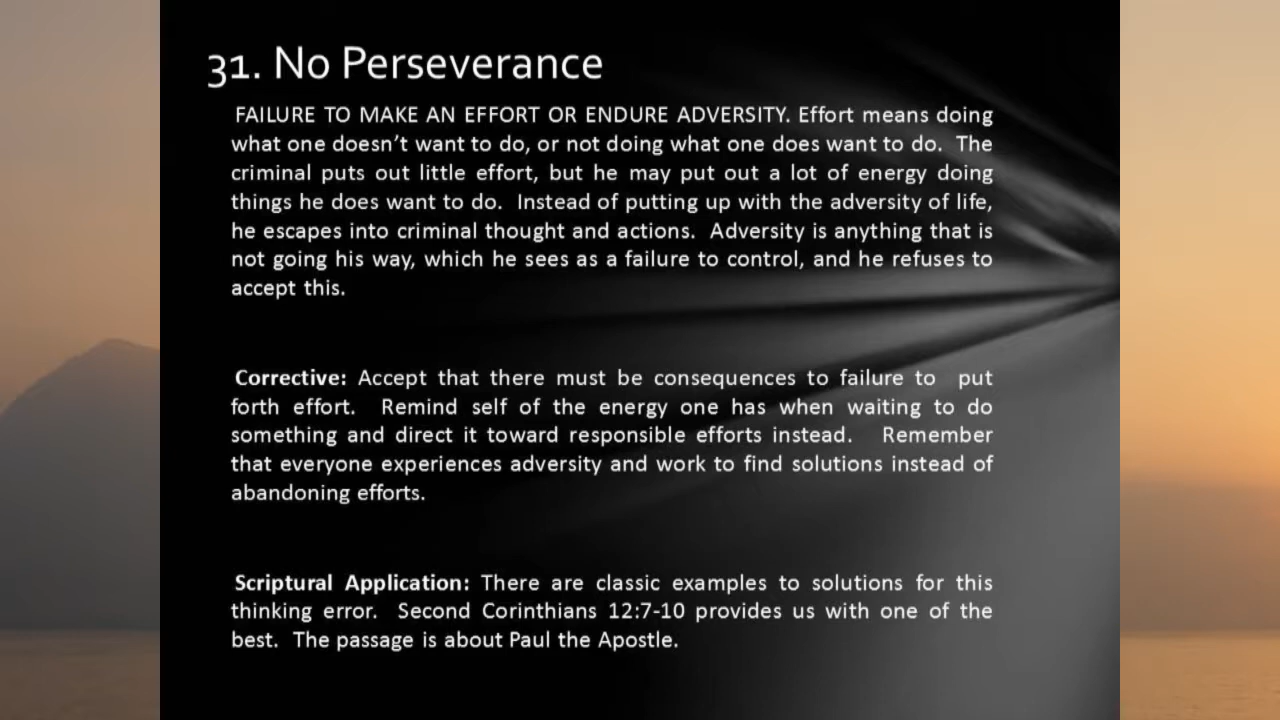 31. No Perseverance
FAILURE TO MAKE AN EFFORT OR ENDURE ADVERSITY. Effort means doing
what one doesn’t want to do, or not doing what one does want to do.  The
criminal puts out little effort, but he may put out a lot of energy doing
things he does want to do.  Instead of putting up with the adversity of life,
he escapes into criminal thought and actions.  Adversity is anything that is
not going his way, which he sees as a failure to control, and he refuses to
accept this.
Corrective: Accept that there must be consequences to failure to  put
forth effort.  Remind self of the energy one has when waiting to do
something and direct it toward responsible efforts instead.  Remember
that everyone experiences adversity and work to find solutions instead of
abandoning efforts.
Scriptural Application: There are classic examples to solutions for this
thinking error.  Second Corinthians 12:7-10 provides us with one of the
best.  The passage is about Paul the Apostle.